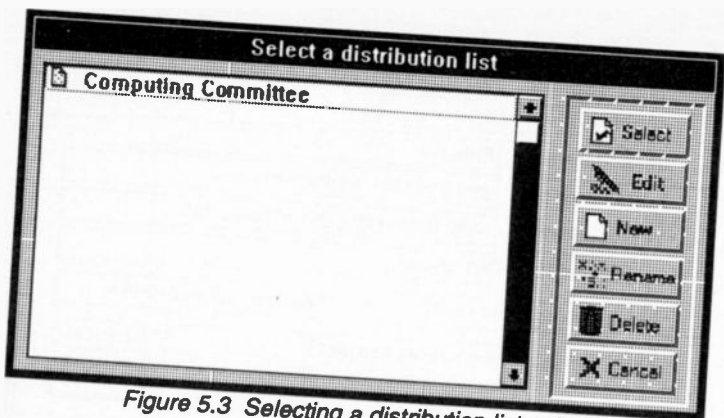 Select a distribution list
Computing Committee
Select
Edit
New
Rename
Delete
Cancel
Figure 5.3 Selecting a distribution list